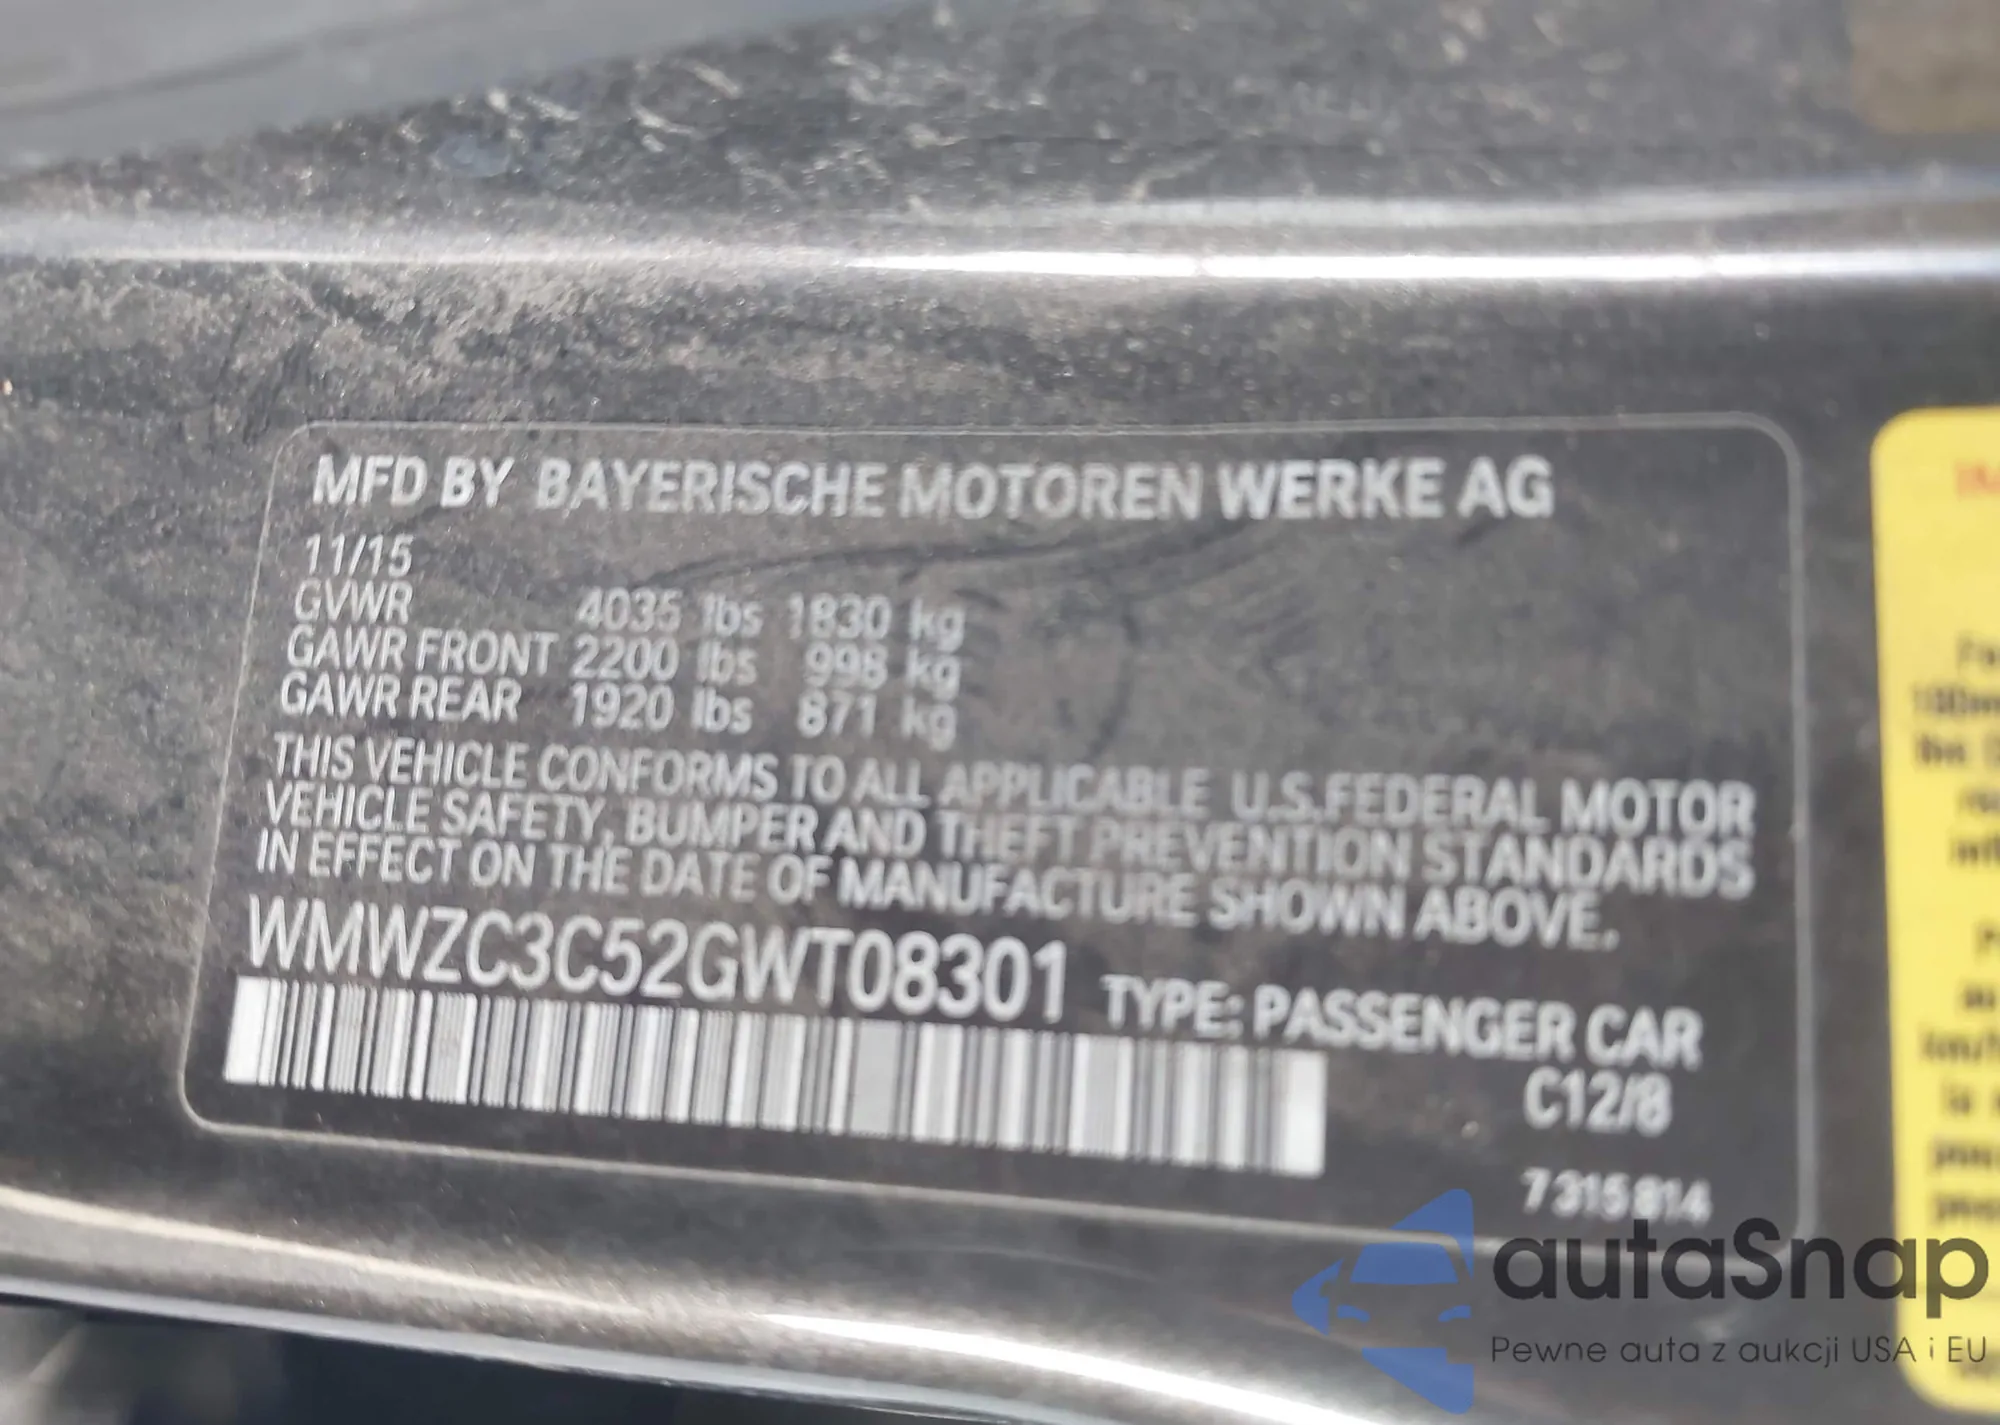 MFD BY BAYERISCHE MOTOREN WERKE AG
11/15
GVWR 4035 lbs 1830 kg
GAWR FRONT 2200 lbs 998 kg
GAWR REAR 1920 lbs 871 kg
THIS VEHICLE CONFORMS TO ALL APPLICABLE U.S.FEDERAL MOTOR
VEHICLE SAFETY, BUMPER AND THEFT PREVENTION STANDARDS
IN EFFECT ON THE DATE OF MANUFACTURE SHOWN ABOVE.
WMWZC3C52GWT08301 TYPE: PASSENGER CAR
C12/8
7315814
autaSnap
Pewne auta z aukcji USA i EU